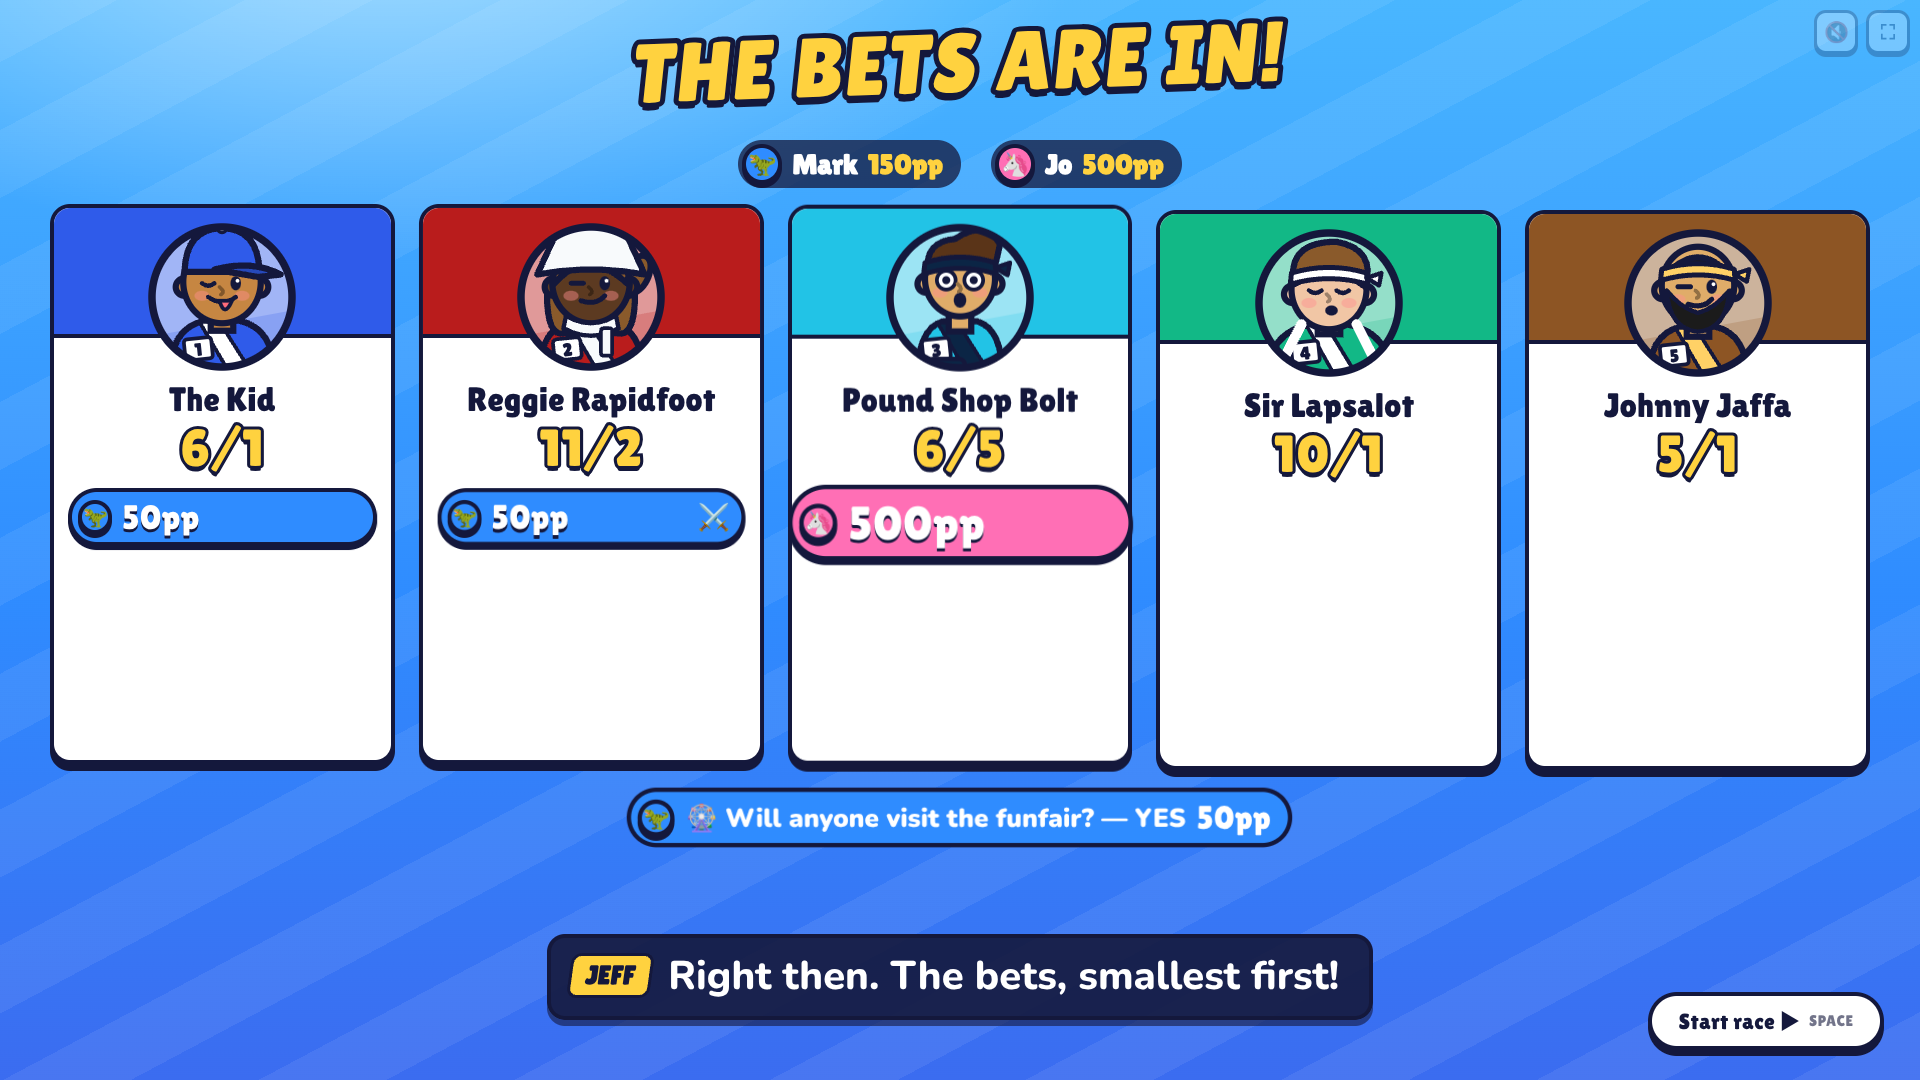 THE BETS ARE IN!
Mark 150pp
Jo 500pp
1
The Kid
6/1
50pp
2
Reggie Rapidfoot
11/2
50pp
3
Pound Shop Bolt
6/5
500pp
4
Sir Lapsalot
10/1
5
Johnny Jaffa
5/1
Will anyone visit the funfair? — YES 50pp
JEFF Right then. The bets, smallest first!
Start race SPACE